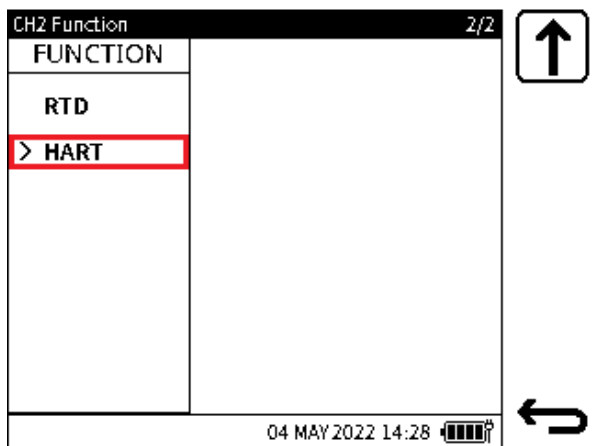 CH2 Function 2/2
FUNCTION
RTD
> HART
04 MAY 2022 14:28